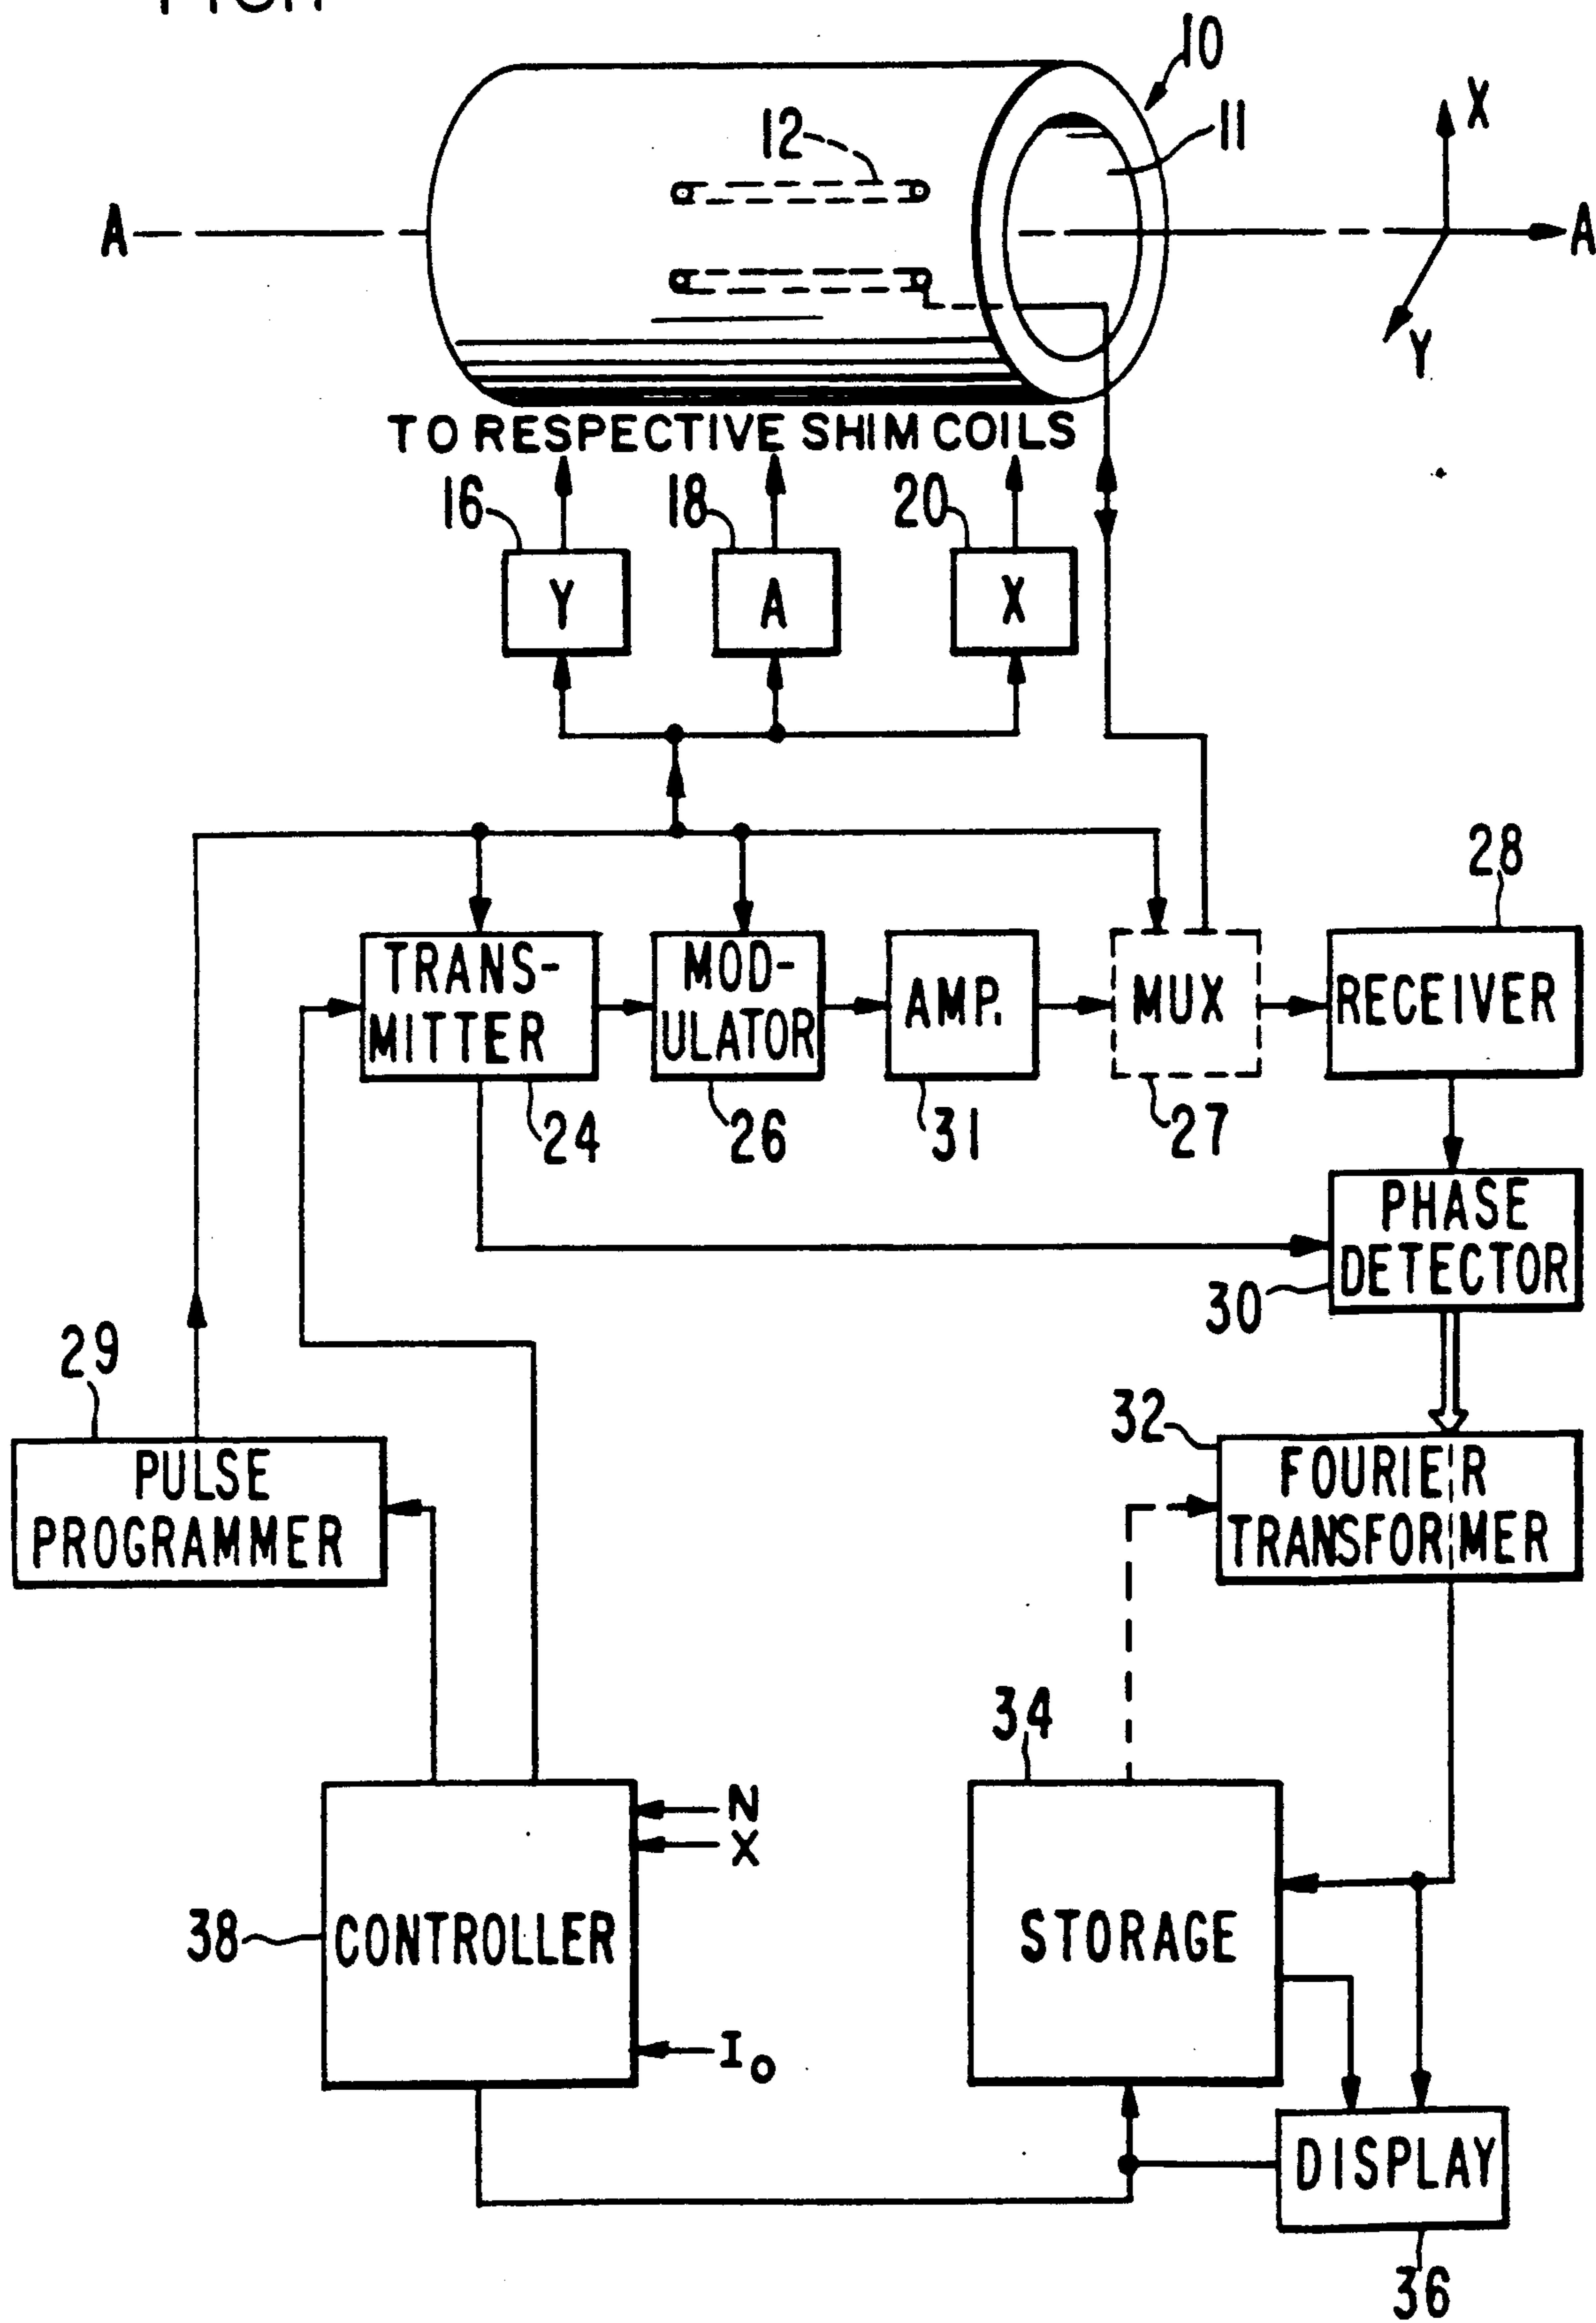 10
11
12
X
A
A
Y
TO RESPECTIVE SHIM COILS
16
18
20
Y
A
X
28
TRANS-
MITTER
MOD-
ULATOR
AMP.
MUX
RECEIVER
24
26
31
27
PHASE
DETECTOR
30
29
32
PULSE
PROGRAMMER
FOURIER
TRANSFORMER
34
N
X
38
CONTROLLER
STORAGE
Io
DISPLAY
36